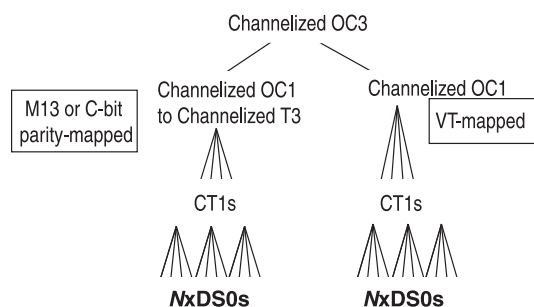 Channelized OC3
Channelized OC1
to Channelized T3
Channelized OC1
M13 or C-bit
parity-mapped
VT-mapped
CT1s
CT1s
NxDS0s
NxDS0s